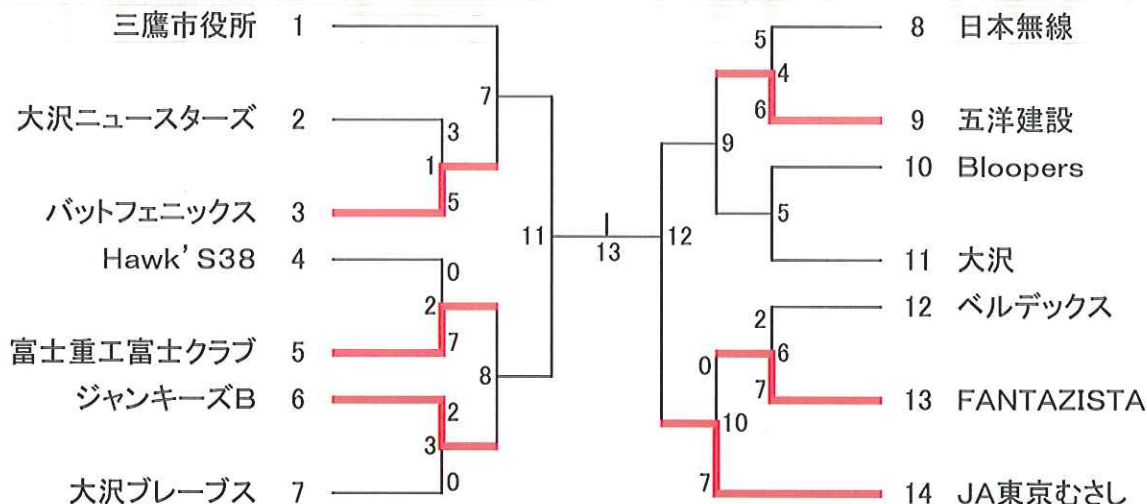 三鷹市役所 1
大沢ニュースターズ 2
バットフェニックス 3
Hawk'S38 4
富士重工富士クラブ 5
ジャンキーズB 6
大沢ブレーブス 7
3
1
5
7
0
2
7
8
2
3
0
11
13
12
5
4
6
9
5
2
6
7
0
10
7
8 日本無線
9 五洋建設
10 Bloopers
11 大沢
12 ベルデックス
13 FANTAZISTA
14 JA東京むさし